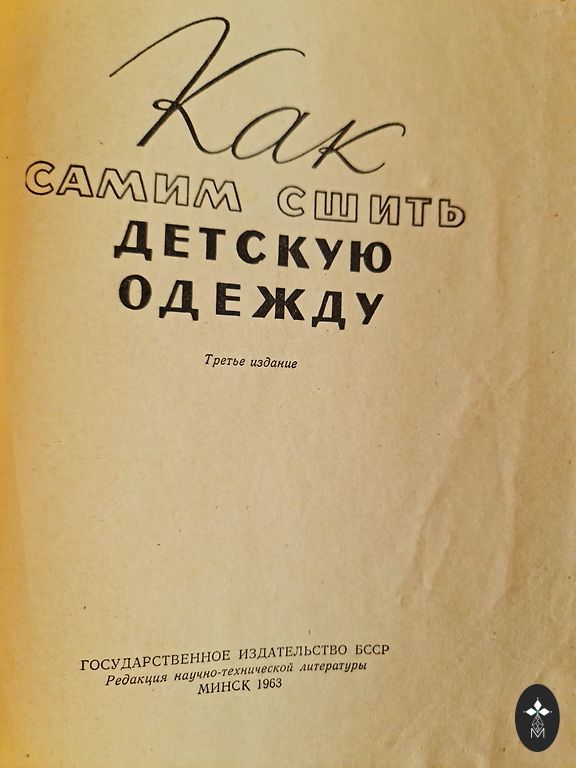 Как
САМИМ СШИТЬ
ДЕТСКУЮ
ОДЕЖДУ
Третье издание
ГОСУДАРСТВЕННОЕ ИЗДАТЕЛЬСТВО БССР
Редакция научно-технической литературы
МИНСК 1963
М